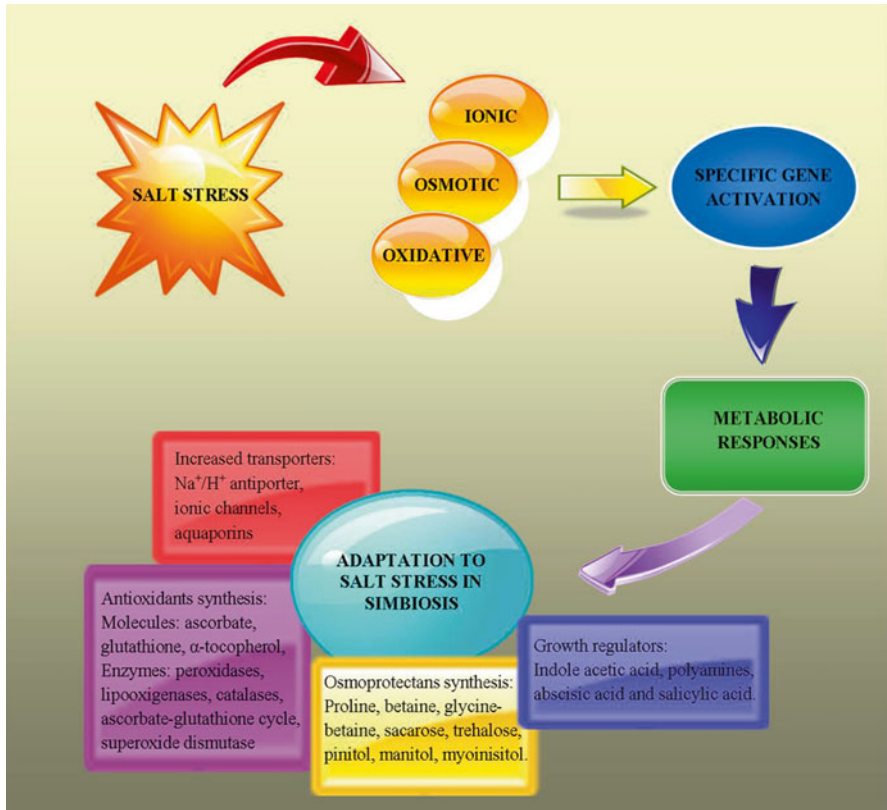 SALT STRESS
IONIC
OSMOTIC
OXIDATIVE
SPECIFIC GENE
ACTIVATION
METABOLIC
RESPONSES
Increased transporters:
Na⁺/H⁺ antiporter,
ionic channels,
aquaporins
ADAPTATION TO
SALT STRESS IN
SIMBIOSIS
Antioxidants synthesis:
Molecules: ascorbate,
glutathione, α-tocopherol,
Enzymes: peroxidases,
lipooxigenases, catalases,
ascorbate-glutathione cycle,
superoxide dismutase
Osmoprotectans synthesis:
Proline, betaine, glycine-
betaine, sacarose, trehalose,
pinitol, manitol, myoinisitol.
Growth regulators:
Indole acetic acid, polyamines,
abscisic acid and salicylic acid.